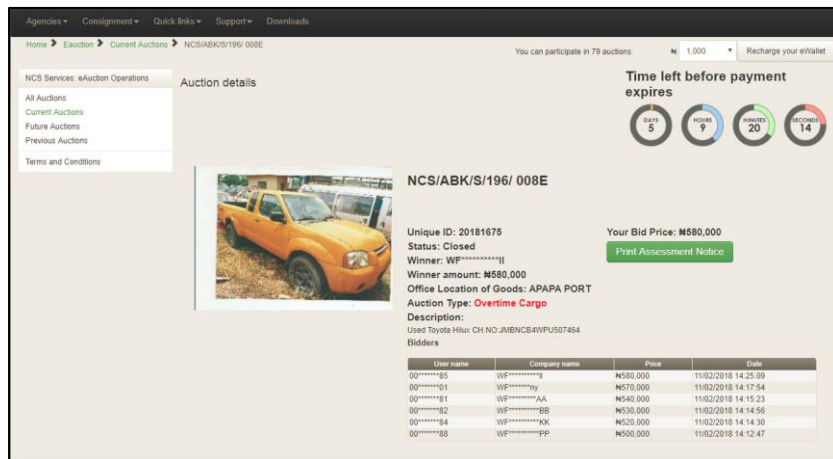 Agencies Consignment Quick links Support Downloads
Home Eauction Current Auctions NCS/ABK/S/196/ 008E
You can participate in 79 auctions. ₦ 1,000 Recharge your eWallet
NCS Services: eAuction Operations
All Auctions
Current Auctions
Future Auctions
Previous Auctions
Terms and Conditions
Auction details
Time left before payment
expires
DAYS
5
HOURS
9
MINUTES
20
SECONDS
14
NCS/ABK/S/196/ 008E
Unique ID: 20181675
Status: Closed
Winner: WF**********II
Winner amount: ₦580,000
Office Location of Goods: APAPA PORT
Auction Type: Overtime Cargo
Description:
Used Toyota Hilux CH.NO:JMBNCB4WPU507464
Bidders
Your Bid Price: ₦580,000
Print Assessment Notice
User name Company name Price Date
00*******85 WF**********II ₦580,000 11/02/2018 14:25:09
00*******01 WF*******ny ₦570,000 11/02/2018 14:17:54
00*******81 WF*********AA ₦540,000 11/02/2018 14:15:23
00*******82 WF**********BB ₦530,000 11/02/2018 14:14:56
00*******84 WF**********KK ₦520,000 11/02/2018 14:14:30
00*******88 WF**********PP ₦500,000 11/02/2018 14:12:47